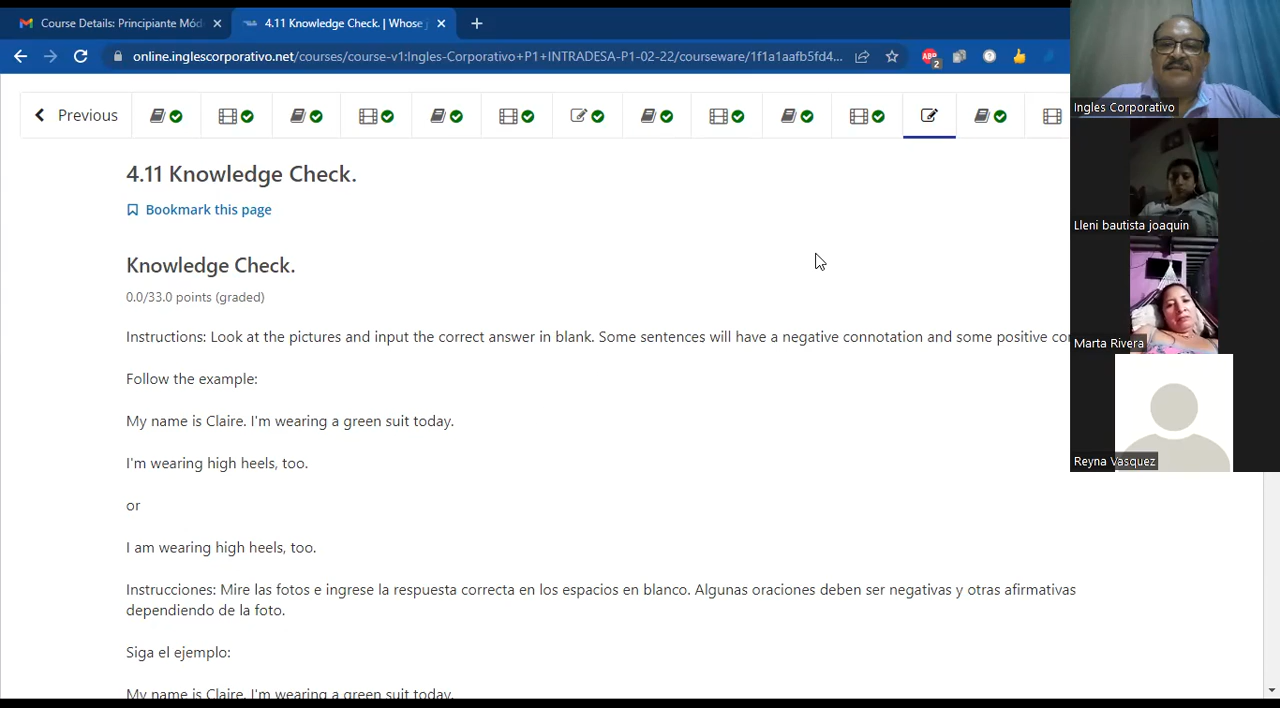 Course Details: Principiante Mód
4.11 Knowledge Check. | Whose j
online.inglescorporativo.net/courses/course-v1:Ingles-Corporativo+P1+INTRADESA-P1-02-22/courseware/1f1a1aafb5fd4...
ABP
2
Previous
4.11 Knowledge Check.
Bookmark this page
Knowledge Check.
0.0/33.0 points (graded)
Instructions: Look at the pictures and input the correct answer in blank. Some sentences will have a negative connotation and some positive co
Follow the example:
My name is Claire. I'm wearing a green suit today.
I'm wearing high heels, too.
or
I am wearing high heels, too.
Instrucciones: Mire las fotos e ingrese la respuesta correcta en los espacios en blanco. Algunas oraciones deben ser negativas y otras afirmativas
dependiendo de la foto.
Siga el ejemplo:
My name is Claire. I'm wearing a green suit today.
Ingles Corporativo
Lleni bautista joaquin
Marta Rivera
Reyna Vasquez